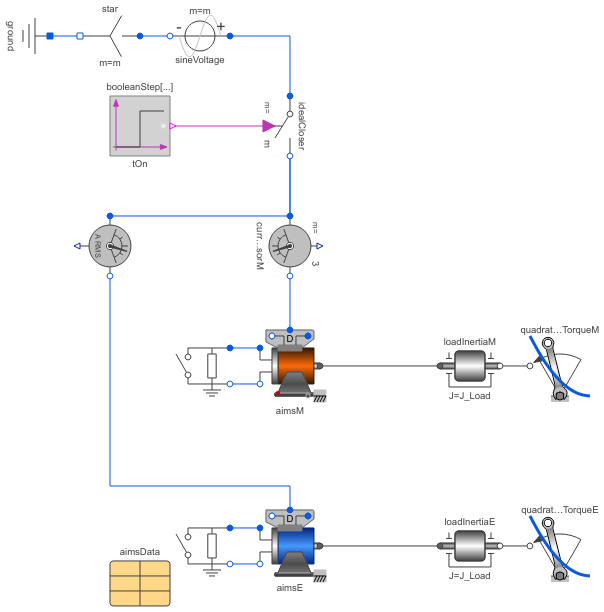 star
m=m
ground
m=m
-
+
sineVoltage
booleanStep[...]
tOn
m=
m
idealCloser
A RMS
curr...sorM
m=
3
D
aimsM
loadInertiaM
J=J_Load
quadrat...TorqueM
D
aimsE
loadInertiaE
J=J_Load
quadrat...TorqueE
aimsData